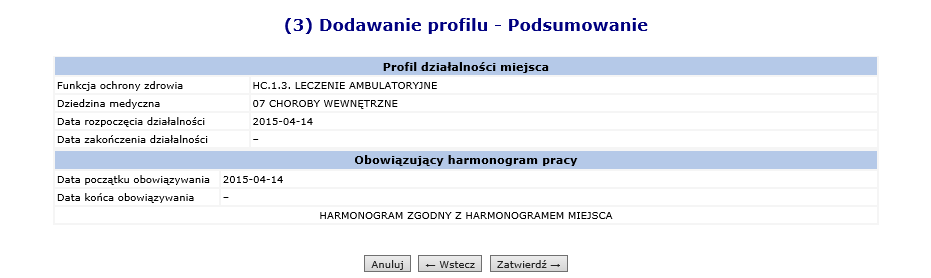 (3) Dodawanie profilu - Podsumowanie
Profil działalności miejsca
Funkcja ochrony zdrowia HC.1.3. LECZENIE AMBULATORYJNE
Dziedzina medyczna 07 CHOROBY WEWNĘTRZNE
Data rozpoczęcia działalności 2015-04-14
Data zakończenia działalności –
Obowiązujący harmonogram pracy
Data początku obowiązywania 2015-04-14
Data końca obowiązywania –
HARMONOGRAM ZGODNY Z HARMONOGRAMEM MIEJSCA
Anuluj ← Wstecz Zatwierdź →